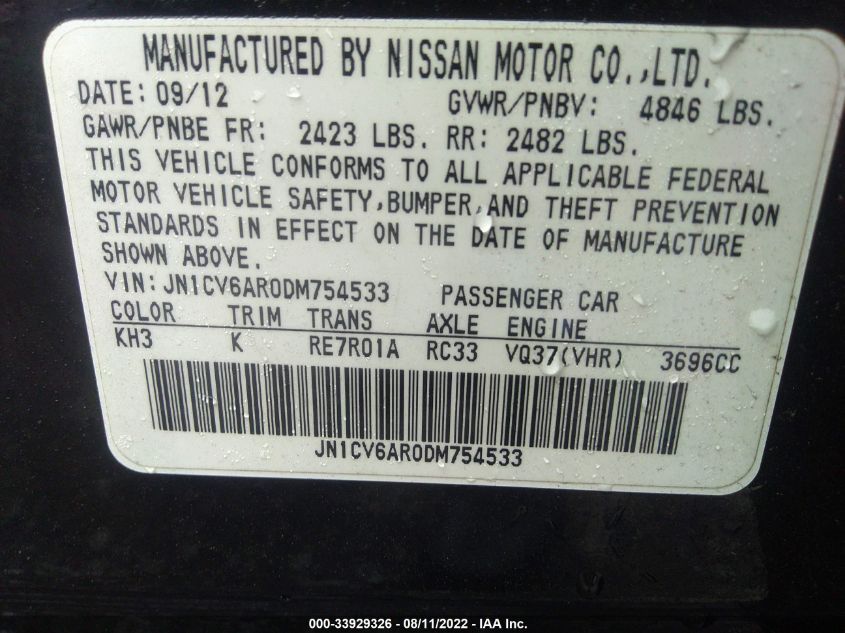 MANUFACTURED BY NISSAN MOTOR CO.,LTD.
DATE: 09/12 GVWR/PNBV: 4846 LBS.
GAWR/PNBE FR: 2423 LBS. RR: 2482 LBS.
THIS VEHICLE CONFORMS TO ALL APPLICABLE FEDERAL
MOTOR VEHICLE SAFETY,BUMPER,AND THEFT PREVENTION
STANDARDS IN EFFECT ON THE DATE OF MANUFACTURE
SHOWN ABOVE.
VIN:JN1CV6AR0DM754533 PASSENGER CAR
COLOR TRIM TRANS AXLE ENGINE
KH3 K RE7R01A RC33 VQ37(VHR) 3696CC
JN1CV6AR0DM754533
000-33929326 - 08/11/2022 - IAA Inc.